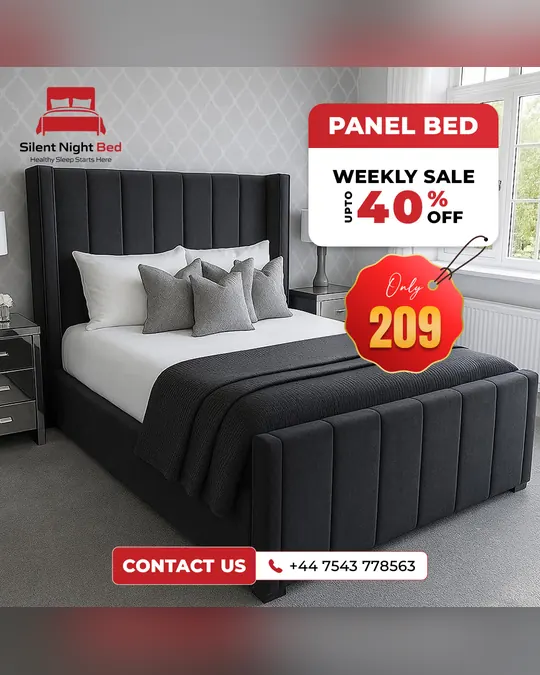 Silent Night Bed
Healthy Sleep Starts Here
PANEL BED
WEEKLY SALE
UPTO 40% OFF
Only
209
CONTACT US
+44 7543 778563